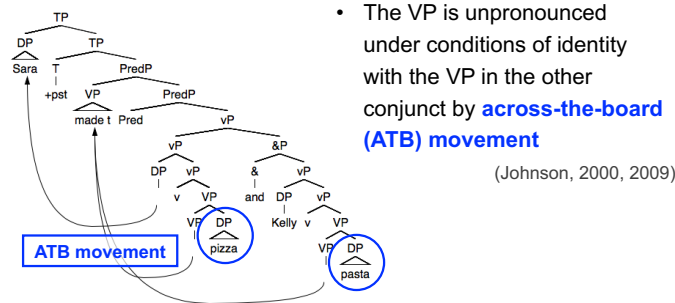 TP
DP TP
Sara T PredP
+pst VP PredP
made t Pred vP
vP &P
DP vP & vP
v VP and DP vP
VP DP Kelly v VP
pizza VP DP
pasta
ATB movement
• The VP is unpronounced
under conditions of identity
with the VP in the other
conjunct by across-the-board
(ATB) movement
(Johnson, 2000, 2009)